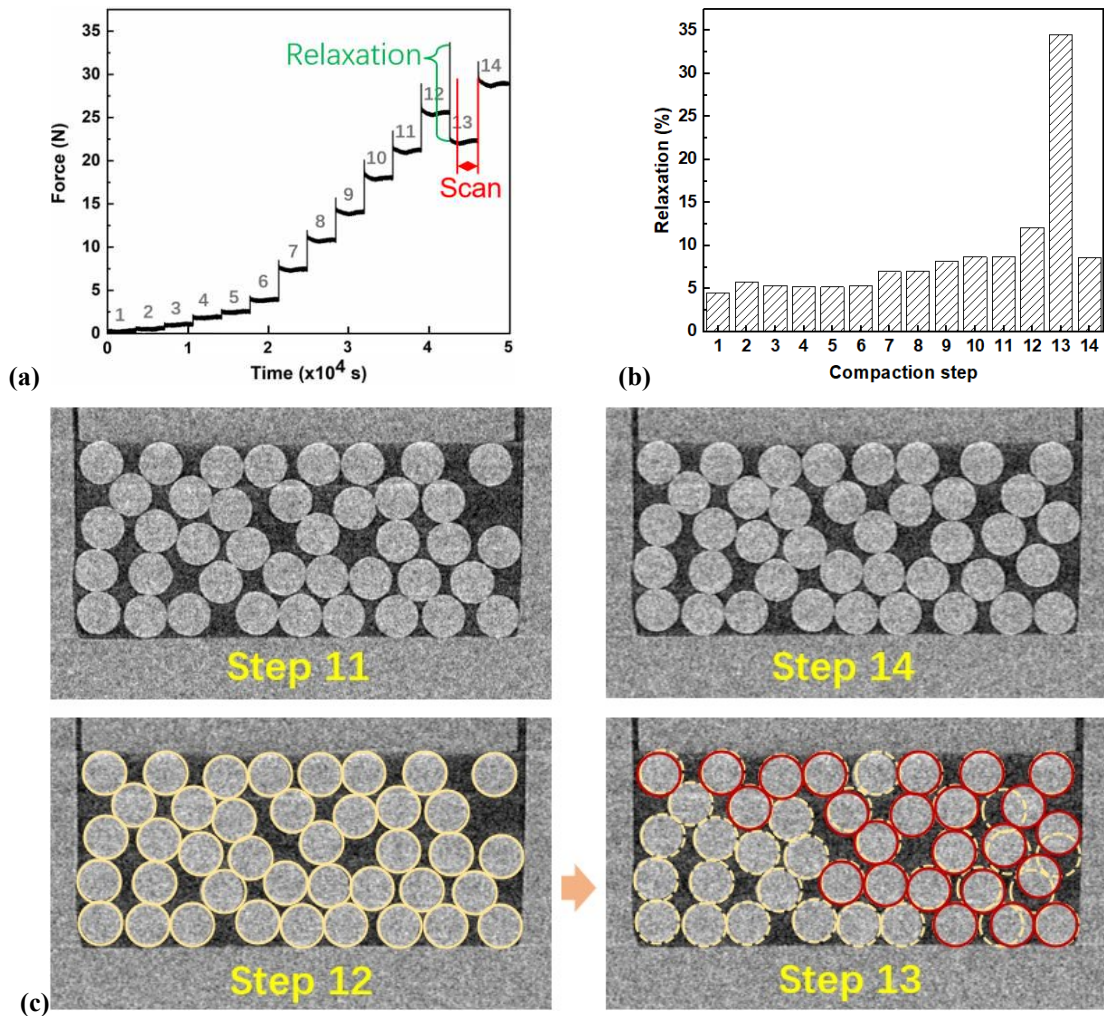 35
30
25
20
15
10
5
0
Force (N)
0 1 2 3 4 5
Time (x10⁴ s)
1 2 3 4 5 6 7 8 9 10 11 12 13 14
Relaxation
Scan
(a)
35
30
25
20
15
10
5
0
Relaxation (%)
1 2 3 4 5 6 7 8 9 10 11 12 13 14
Compaction step
(b)
Step 11
Step 14
Step 12
Step 13
(c)